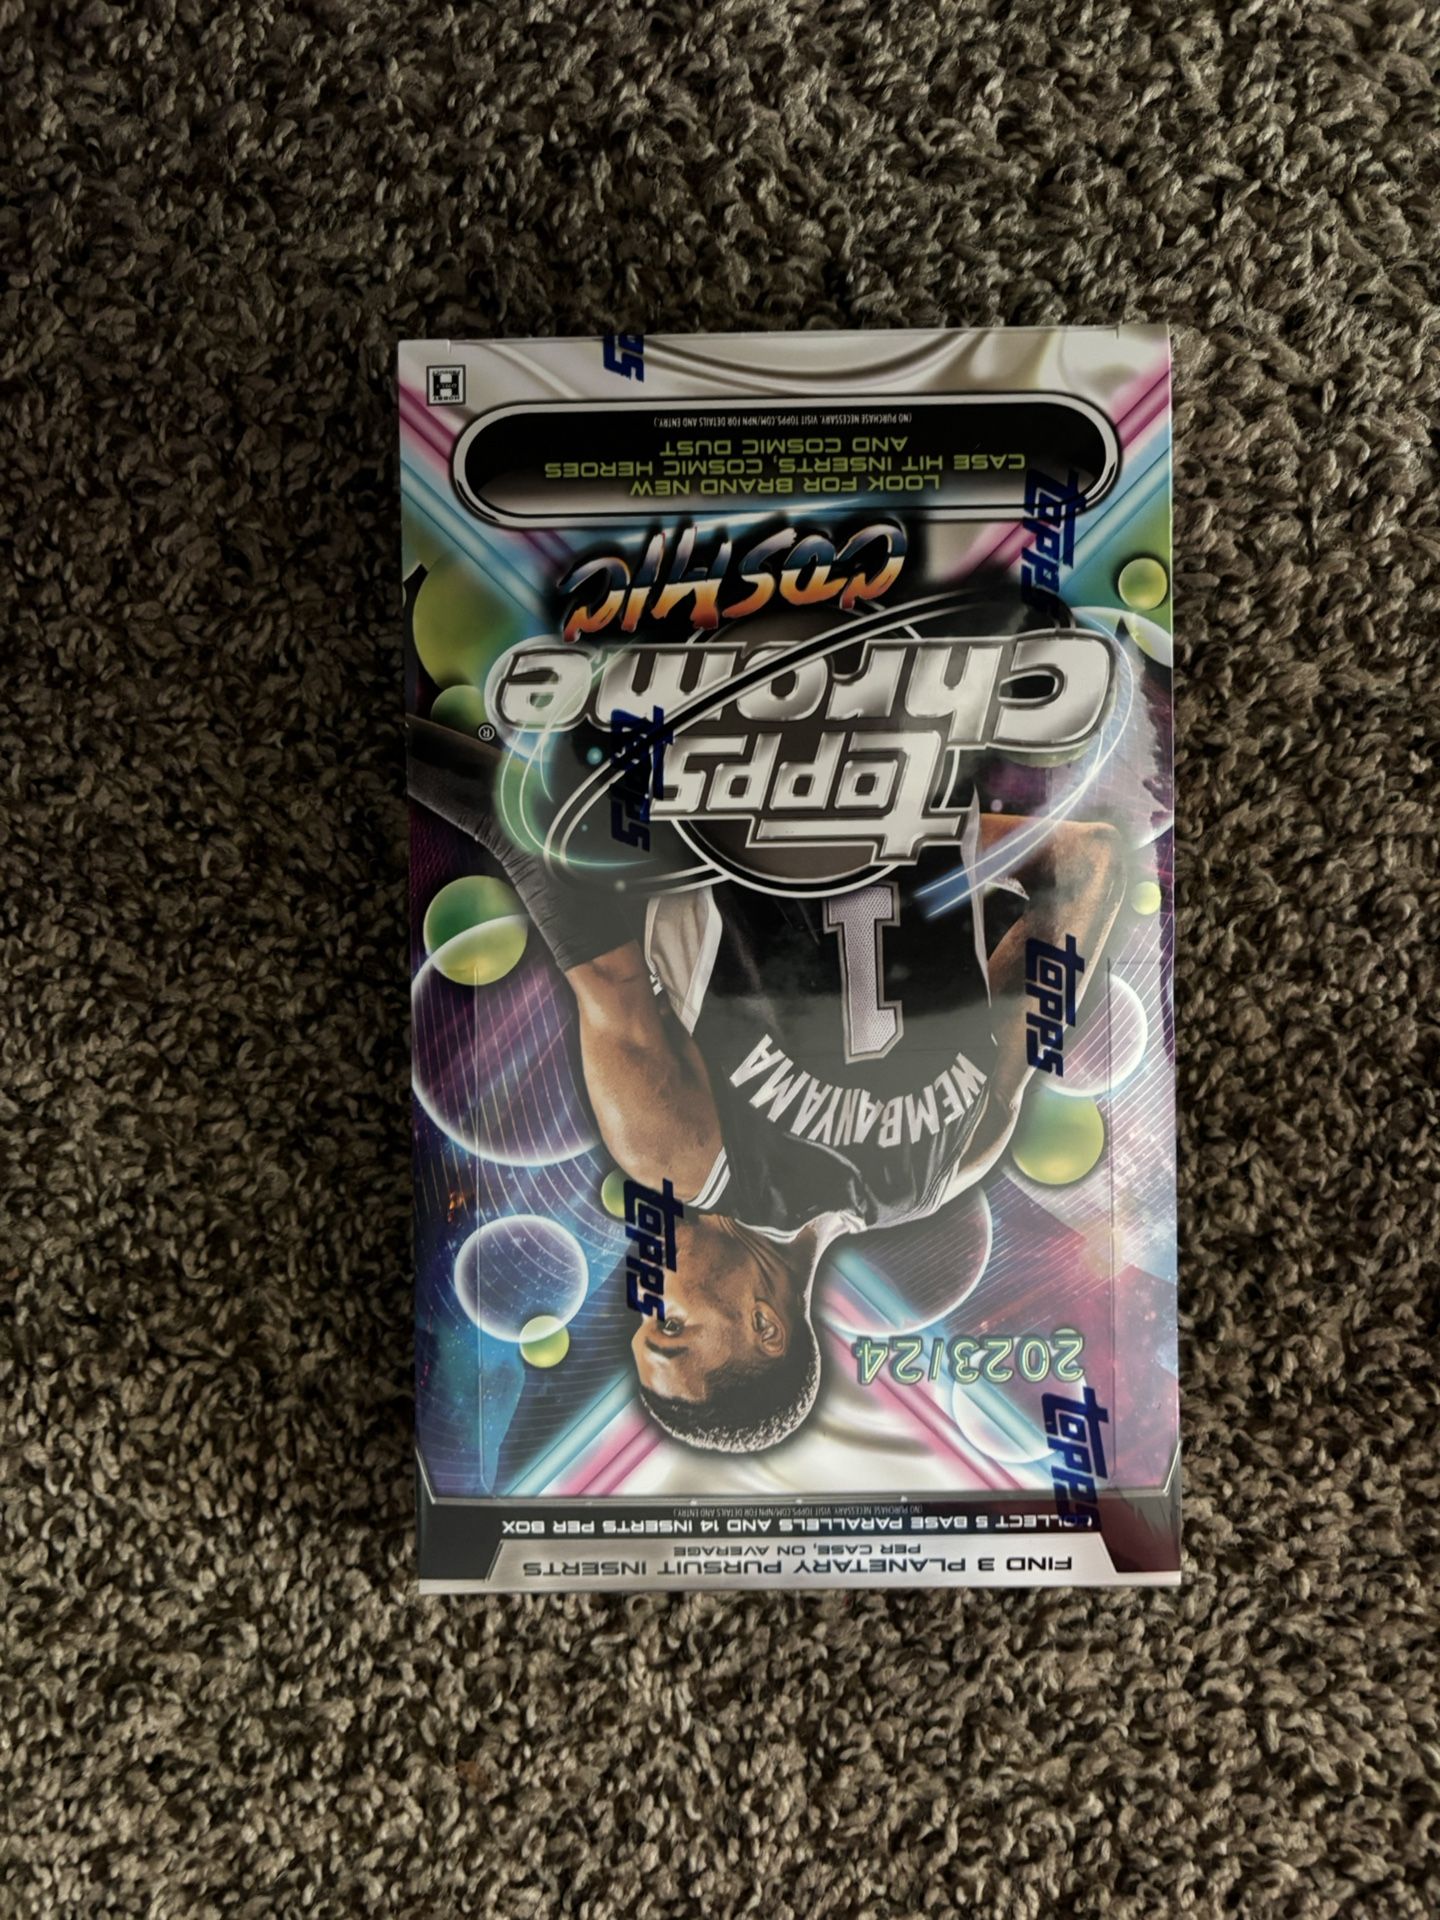 FIND 3 PLANETARY PURSUIT INSERTS
PER CASE, ON AVERAGE
COLLECT 5 BASE PARALLELS AND 14 INSERTS PER BOX
(NO PURCHASE NECESSARY. VISIT TOPPS.COM/NPN FOR DETAILS AND ENTRY.)
topps
2023/24
topps
WEMBANYAMA
1
topps
topps
Chrome
®
topps
COSMIC
topps
LOOK FOR BRAND NEW
CASE HIT INSERTS, COSMIC HEROES
AND COSMIC DUST
(NO PURCHASE NECESSARY. VISIT TOPPS.COM/NPN FOR DETAILS AND ENTRY.)
HOBBY
H
ONLY
PRODUCT